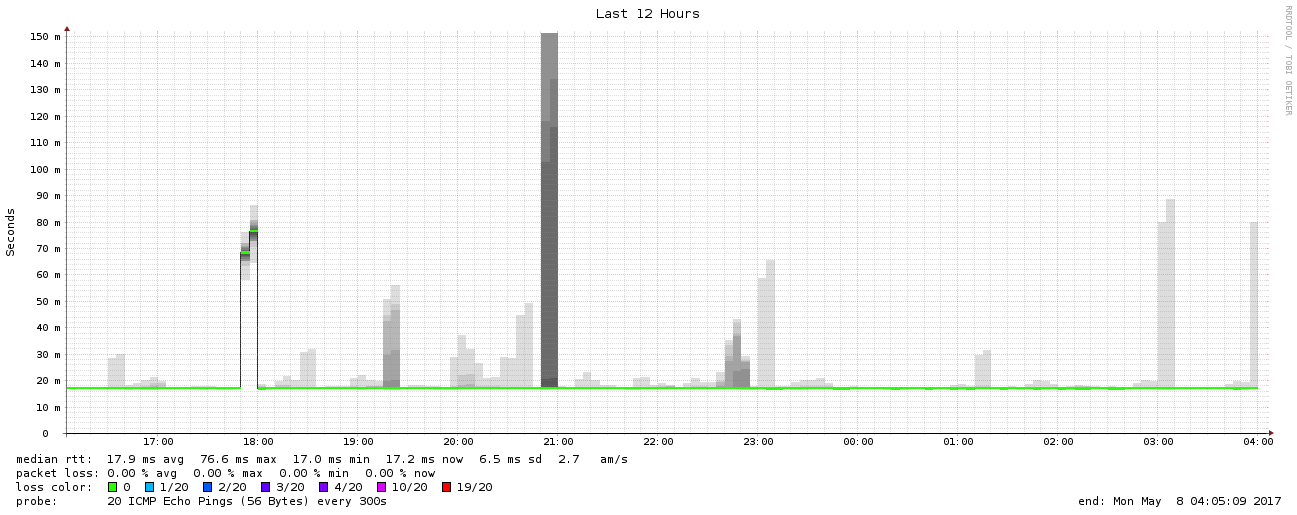 Last 12 Hours
RRDTOOL / TOBI OETIKER
Seconds
150 m
140 m
130 m
120 m
110 m
100 m
90 m
80 m
70 m
60 m
50 m
40 m
30 m
20 m
10 m
0
17:00 18:00 19:00 20:00 21:00 22:00 23:00 00:00 01:00 02:00 03:00 04:00
median rtt: 17.9 ms avg 76.6 ms max 17.0 ms min 17.2 ms now 6.5 ms sd 2.7 am/s
packet loss: 0.00 % avg 0.00 % max 0.00 % min 0.00 % now
loss color: 0 1/20 2/20 3/20 4/20 10/20 19/20
probe: 20 ICMP Echo Pings (56 Bytes) every 300s end: Mon May 8 04:05:09 2017